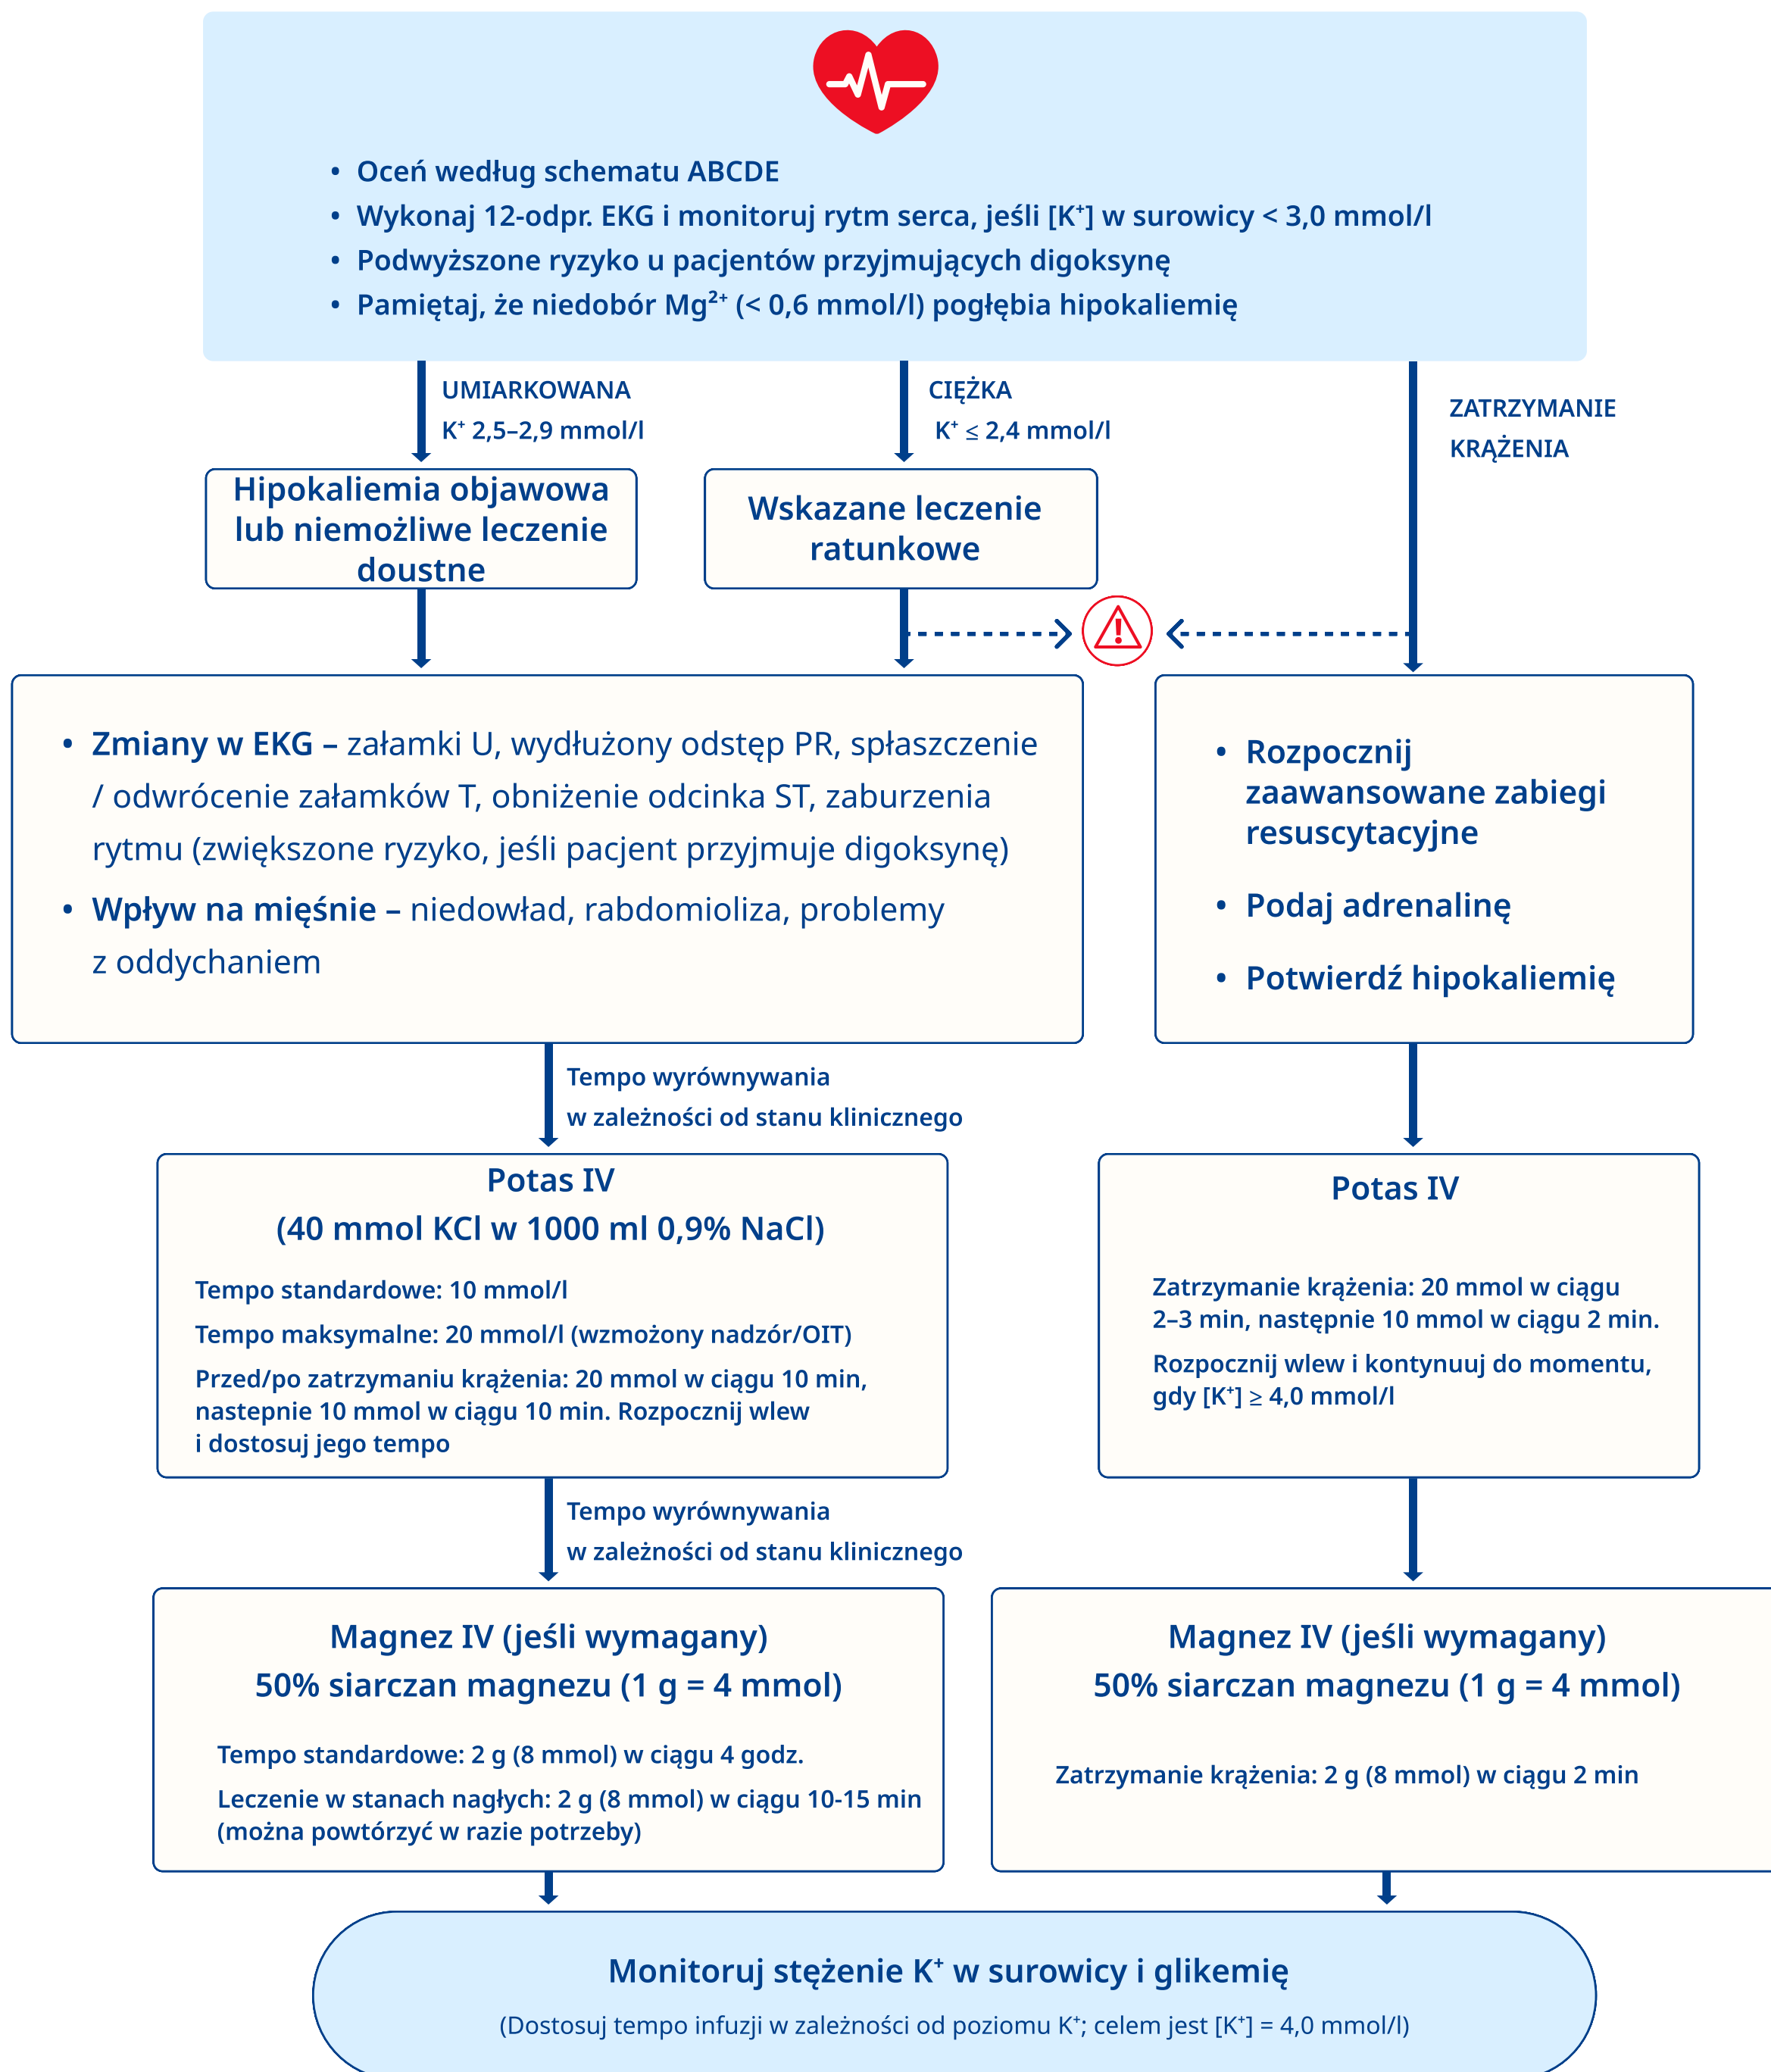 • Oceń według schematu ABCDE
• Wykonaj 12-odpr. EKG i monitoruj rytm serca, jeśli [K⁺] w surowicy < 3,0 mmol/l
• Podwyższone ryzyko u pacjentów przyjmujących digoksynę
• Pamiętaj, że niedobór Mg²⁺ (< 0,6 mmol/l) pogłębia hipokaliemię
UMIARKOWANA
K⁺ 2,5–2,9 mmol/l
CIĘŻKA
K⁺ ≤ 2,4 mmol/l
ZATRZYMANIE
KRĄŻENIA
Hipokaliemia objawowa
lub niemożliwe leczenie
doustne
Wskazane leczenie
ratunkowe
• Zmiany w EKG – załamki U, wydłużony odstęp PR, spłaszczenie
/ odwrócenie załamków T, obniżenie odcinka ST, zaburzenia
rytmu (zwiększone ryzyko, jeśli pacjent przyjmuje digoksynę)
• Wpływ na mięśnie – niedowład, rabdomioliza, problemy
z oddychaniem
• Rozpocznij
zaawansowane zabiegi
resuscytacyjne
• Podaj adrenalinę
• Potwierdź hipokaliemię
Tempo wyrównywania
w zależności od stanu klinicznego
Potas IV
(40 mmol KCl w 1000 ml 0,9% NaCl)
Tempo standardowe: 10 mmol/l
Tempo maksymalne: 20 mmol/l (wzmożony nadzór/OIT)
Przed/po zatrzymaniu krążenia: 20 mmol w ciągu 10 min,
nastepnie 10 mmol w ciągu 10 min. Rozpocznij wlew
i dostosuj jego tempo
Potas IV
Zatrzymanie krążenia: 20 mmol w ciągu
2–3 min, następnie 10 mmol w ciągu 2 min.
Rozpocznij wlew i kontynuuj do momentu,
gdy [K⁺] ≥ 4,0 mmol/l
Tempo wyrównywania
w zależności od stanu klinicznego
Magnez IV (jeśli wymagany)
50% siarczan magnezu (1 g = 4 mmol)
Tempo standardowe: 2 g (8 mmol) w ciągu 4 godz.
Leczenie w stanach nagłych: 2 g (8 mmol) w ciągu 10-15 min
(można powtórzyć w razie potrzeby)
Magnez IV (jeśli wymagany)
50% siarczan magnezu (1 g = 4 mmol)
Zatrzymanie krążenia: 2 g (8 mmol) w ciągu 2 min
Monitoruj stężenie K⁺ w surowicy i glikemię
(Dostosuj tempo infuzji w zależności od poziomu K⁺; celem jest [K⁺] = 4,0 mmol/l)